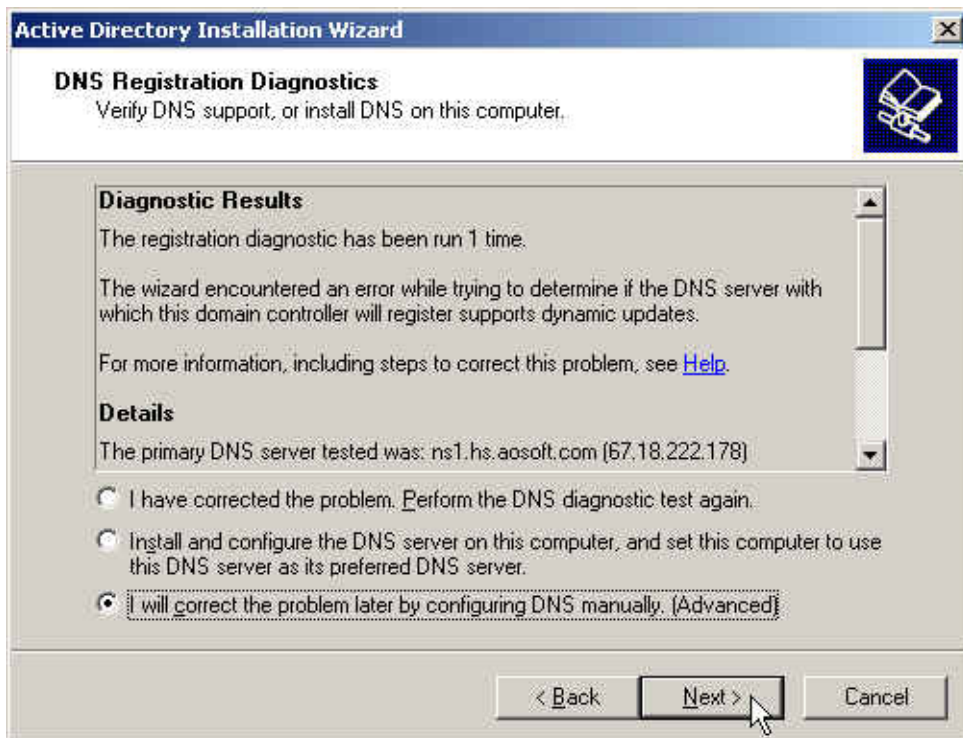 Active Directory Installation Wizard
DNS Registration Diagnostics
Verify DNS support, or install DNS on this computer.
Diagnostic Results
The registration diagnostic has been run 1 time.
The wizard encountered an error while trying to determine if the DNS server with
which this domain controller will register supports dynamic updates.
For more information, including steps to correct this problem, see Help.
Details
The primary DNS server tested was: ns1.hs.aosoft.com (67.18.222.178)
I have corrected the problem. Perform the DNS diagnostic test again.
Install and configure the DNS server on this computer, and set this computer to use
this DNS server as its preferred DNS server.
I will correct the problem later by configuring DNS manually. (Advanced)
< Back
Next >
Cancel